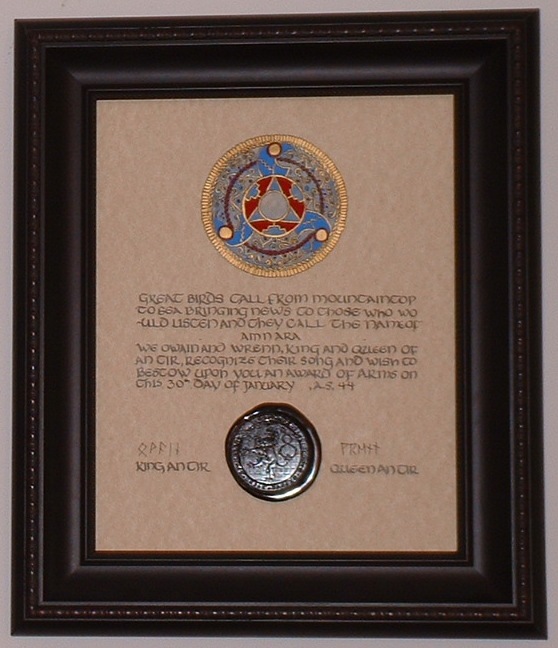 GREAT BIRDS CALL FROM MOUNTAINTOP
TO SEA BRINGING NEWS TO THOSE WHO WO
-ULD LISTEN AND THEY CALL THE NAME OF
AMN ARA
WE OWAIN AND WRENN, KING AND QUEEN OF
AN TIR, RECOGNIZE THEIR SONG AND WISH TO
BESTOW UPON YOU AN AWARD OF ARMS ON
THIS 30TH DAY OF JANUARY , A.S. 44
ᛟᚹᚨᛁᚾ ᚹᚱᛖᚾᚾ
KING AN TIR QUEEN AN TIR